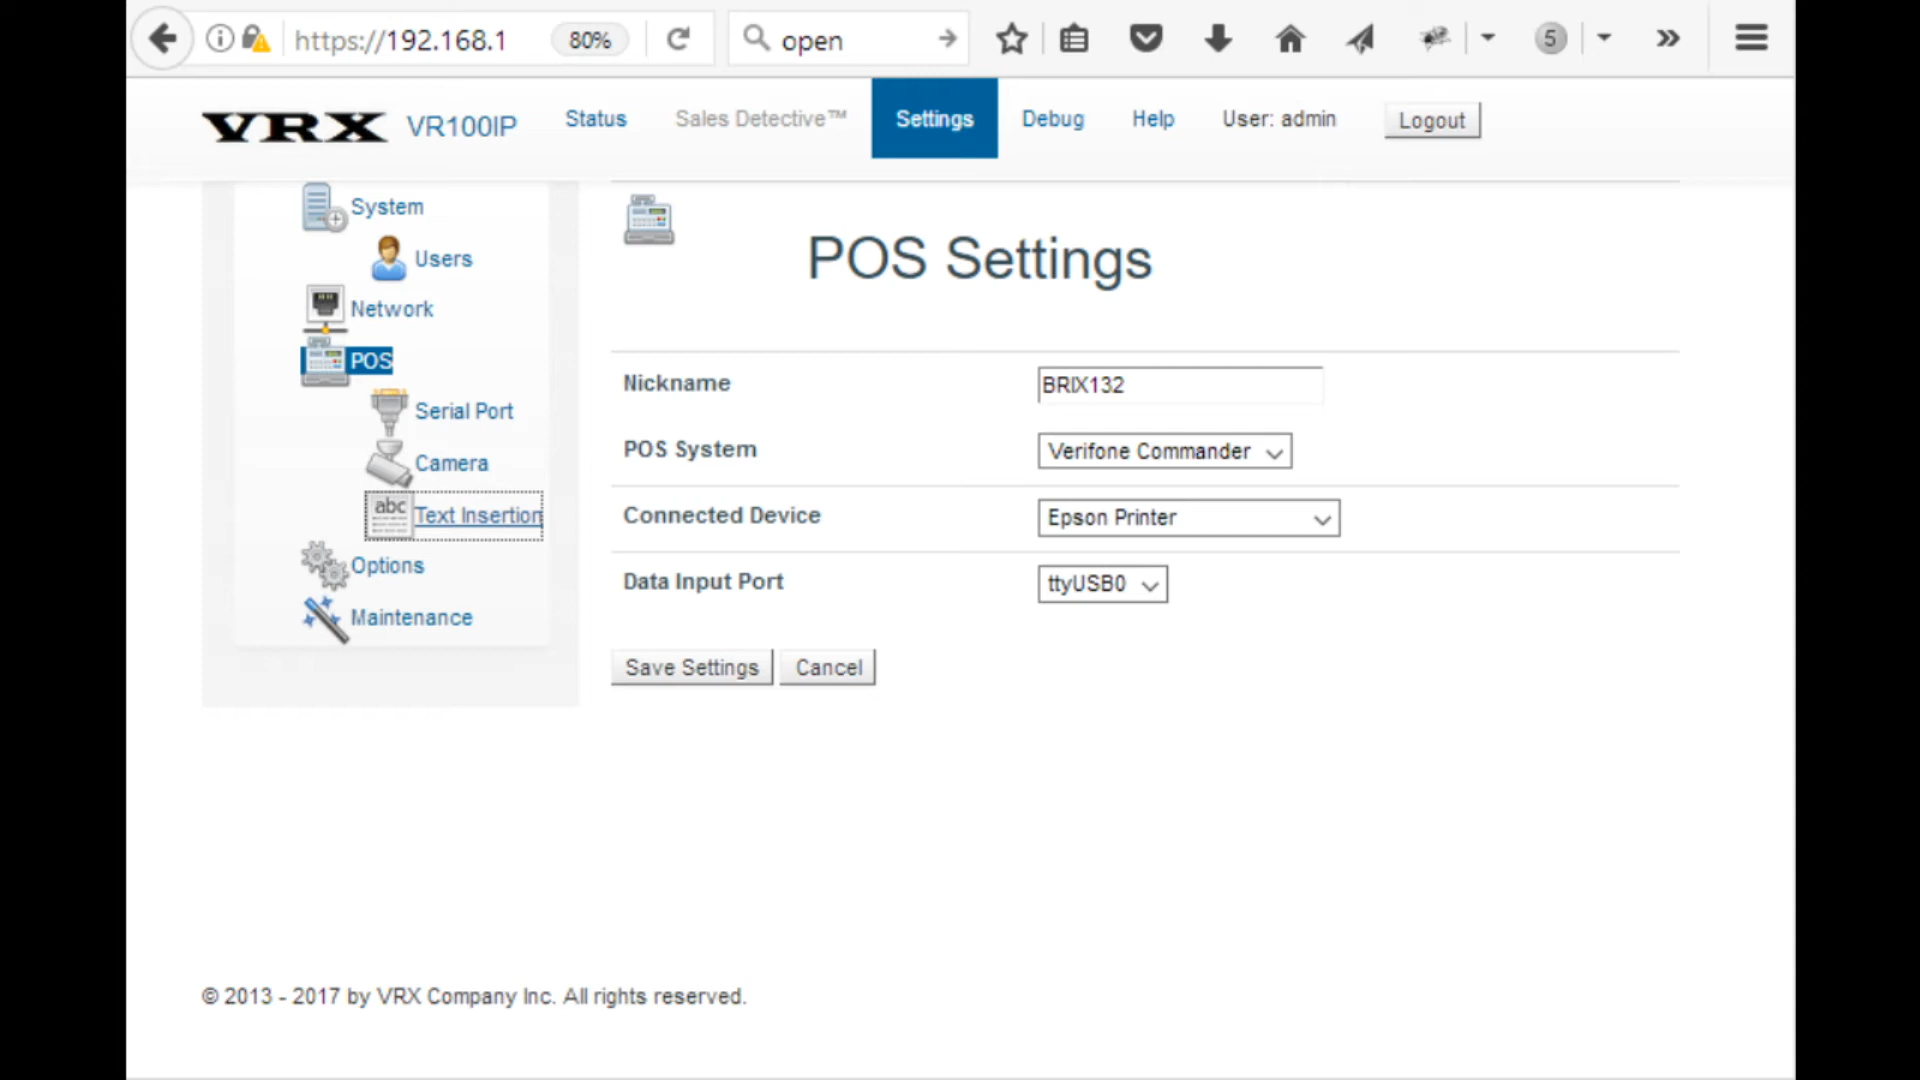 https://192.168.1
80%
open
5
VRX VR100IP
Status
Sales Detective™
Settings
Debug
Help
User: admin
Logout
System
Users
Network
POS
Serial Port
Camera
abc
Text Insertion
Options
Maintenance
POS Settings
Nickname BRIX132
POS System Verifone Commander
Connected Device Epson Printer
Data Input Port ttyUSB0
Save Settings Cancel
© 2013 - 2017 by VRX Company Inc. All rights reserved.